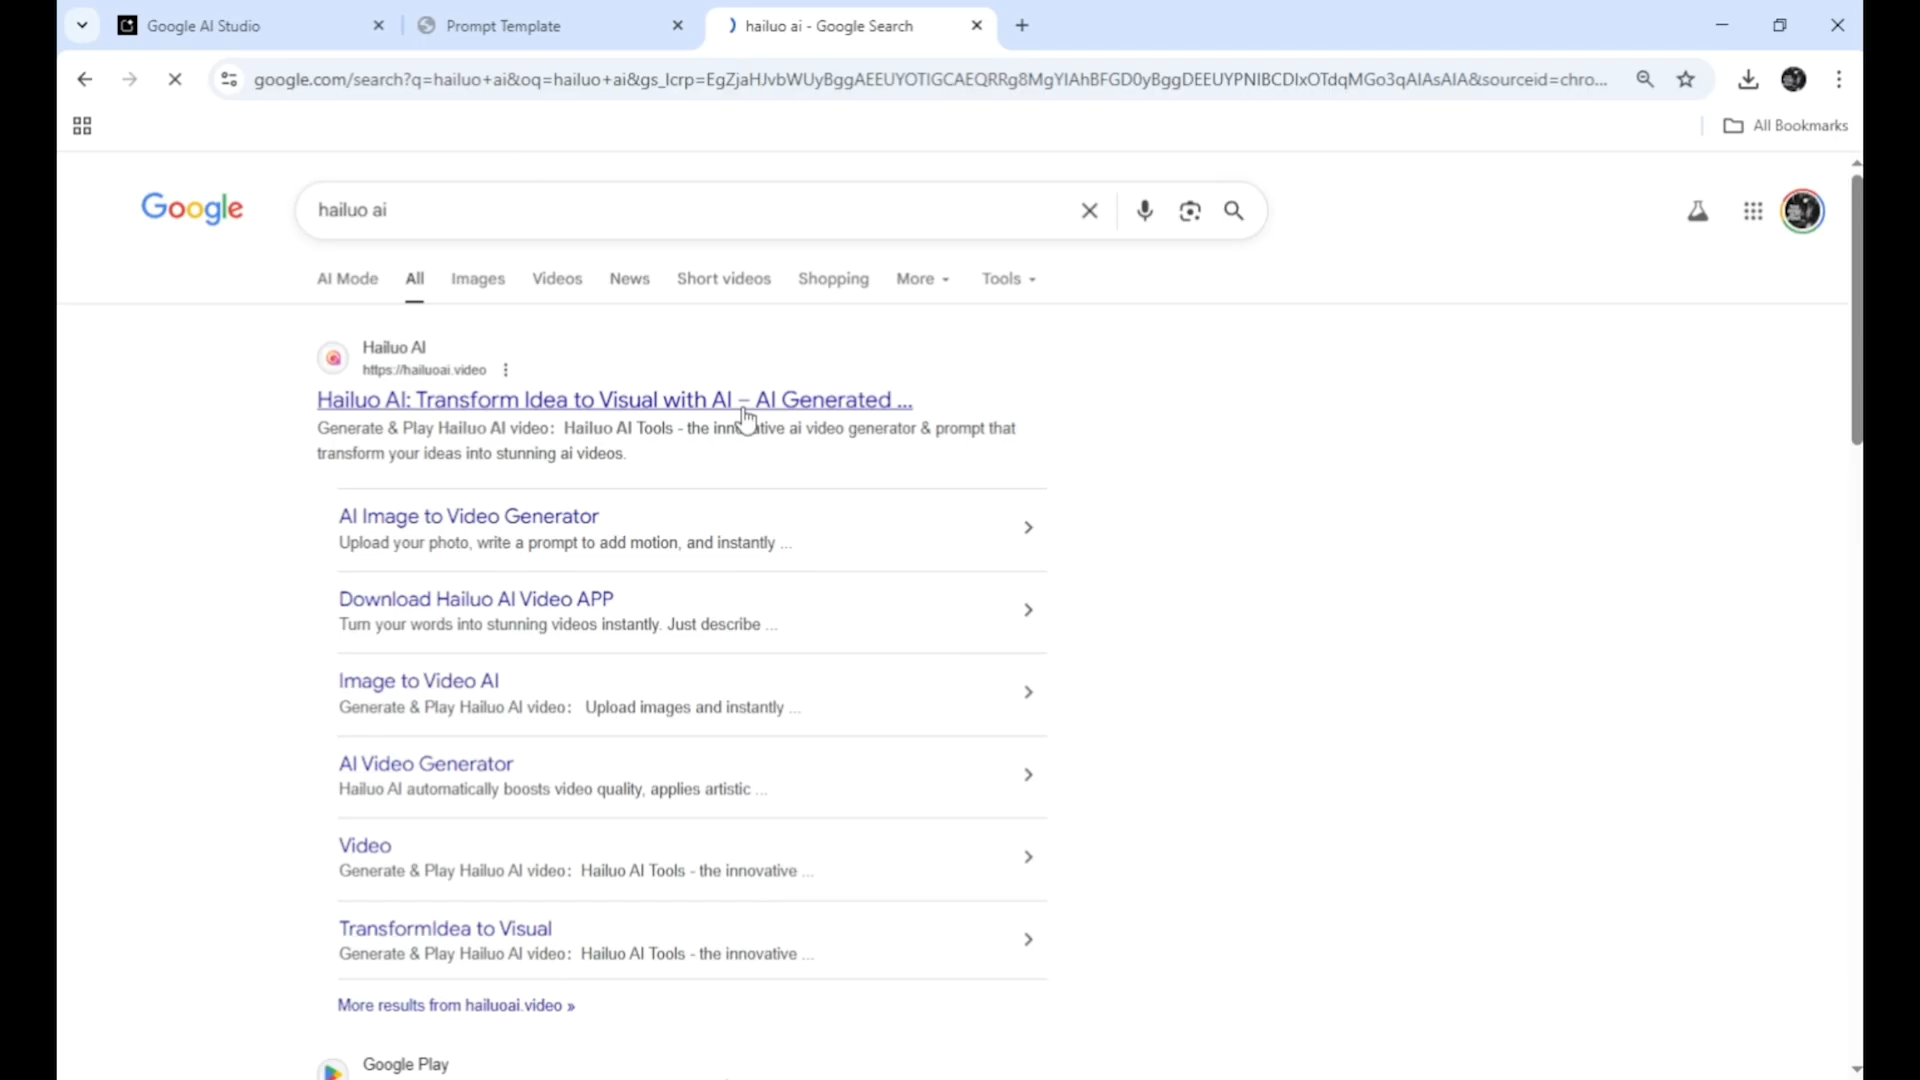 Google AI Studio
Prompt Template
hailuo ai - Google Search
google.com/search?q=hailuo+ai&oq=hailuo+ai&gs_lcrp=EgZjaHJvbWUyBggAEEUYOTIGCAEQRRg8MgYIAhBFGD0yBggDEEUYPNIBCDIxOTdqMGo3qAIAsAIA&sourceid=chro...
All Bookmarks
Google
hailuo ai
AI Mode All Images Videos News Short videos Shopping More Tools
Hailuo AI
https://hailuoai.video
Hailuo AI: Transform Idea to Visual with AI – AI Generated ...
Generate & Play Hailuo AI video： Hailuo AI Tools - the innovative ai video generator & prompt that
transform your ideas into stunning ai videos.
AI Image to Video Generator
Upload your photo, write a prompt to add motion, and instantly ...
Download Hailuo AI Video APP
Turn your words into stunning videos instantly. Just describe ...
Image to Video AI
Generate & Play Hailuo AI video： Upload images and instantly ...
AI Video Generator
Hailuo AI automatically boosts video quality, applies artistic ...
Video
Generate & Play Hailuo AI video： Hailuo AI Tools - the innovative ...
TransformIdea to Visual
Generate & Play Hailuo AI video： Hailuo AI Tools - the innovative ...
More results from hailuoai.video »
Google Play